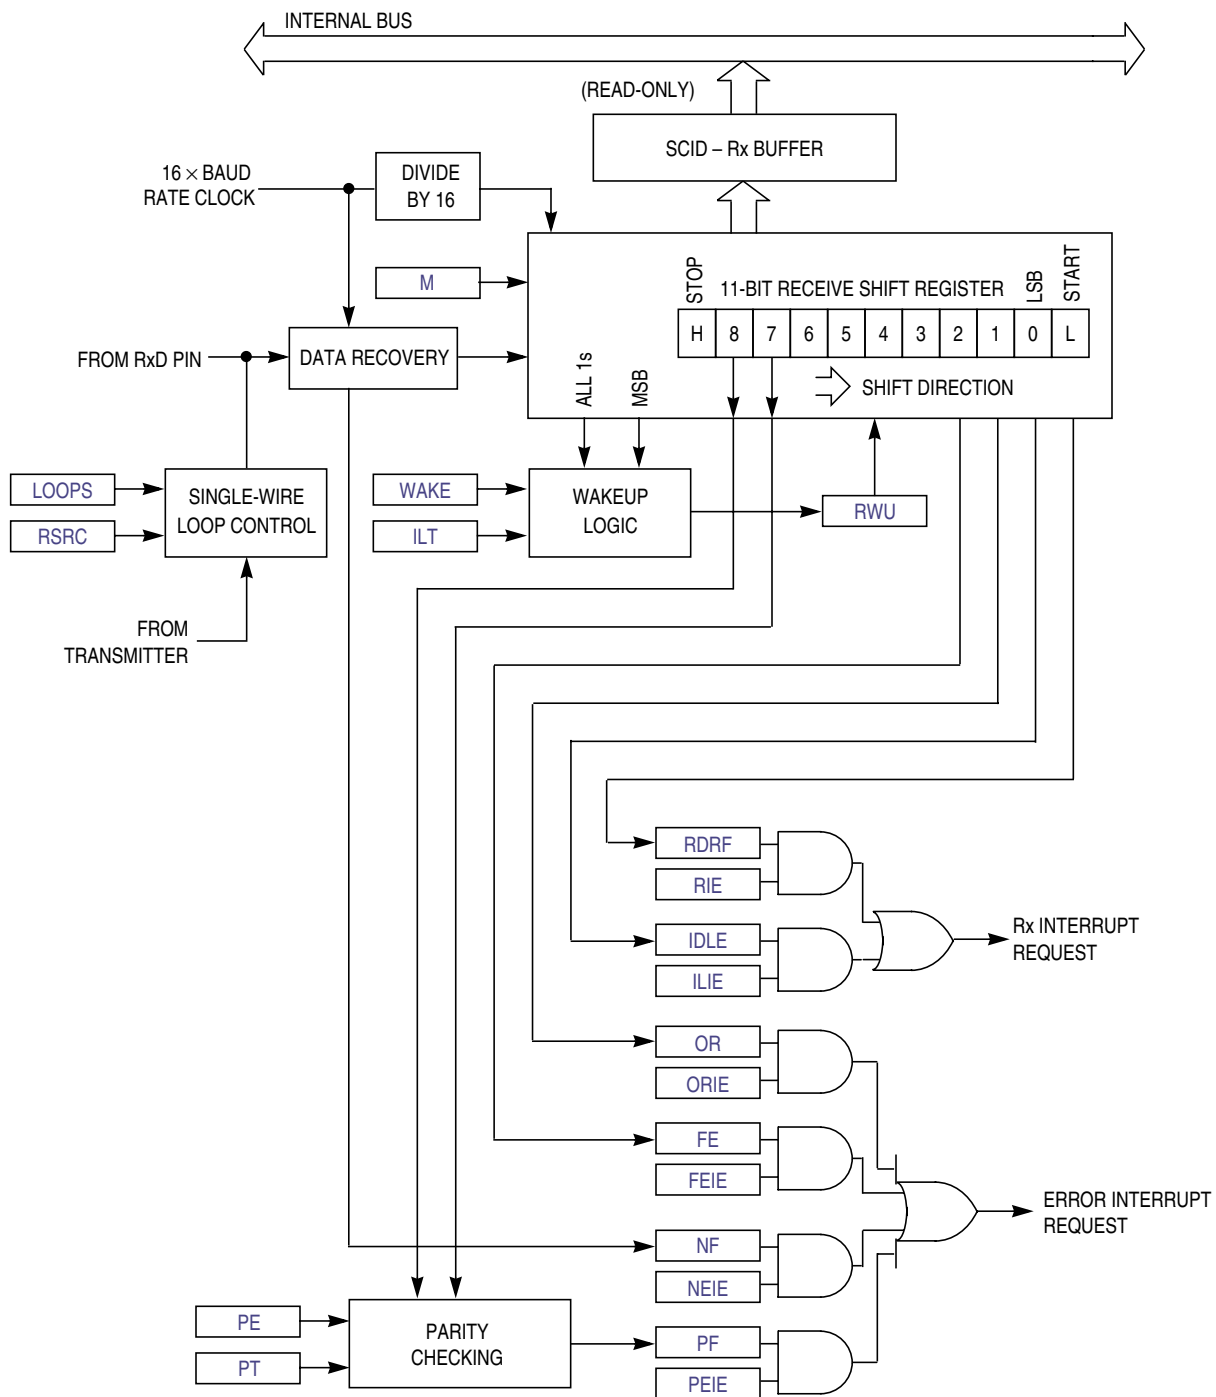 INTERNAL BUS
(READ-ONLY)
SCID – Rx BUFFER
16 × BAUD
RATE CLOCK
DIVIDE
BY 16
M
STOP
11-BIT RECEIVE SHIFT REGISTER
LSB
START
H 8 7 6 5 4 3 2 1 0 L
FROM RxD PIN
DATA RECOVERY
ALL 1s
MSB
SHIFT DIRECTION
LOOPS
RSRC
SINGLE-WIRE
LOOP CONTROL
WAKE
ILT
WAKEUP
LOGIC
RWU
FROM
TRANSMITTER
RDRF
RIE
IDLE
ILIE
Rx INTERRUPT
REQUEST
OR
ORIE
FE
FEIE
ERROR INTERRUPT
REQUEST
NF
NEIE
PE
PT
PARITY
CHECKING
PF
PEIE